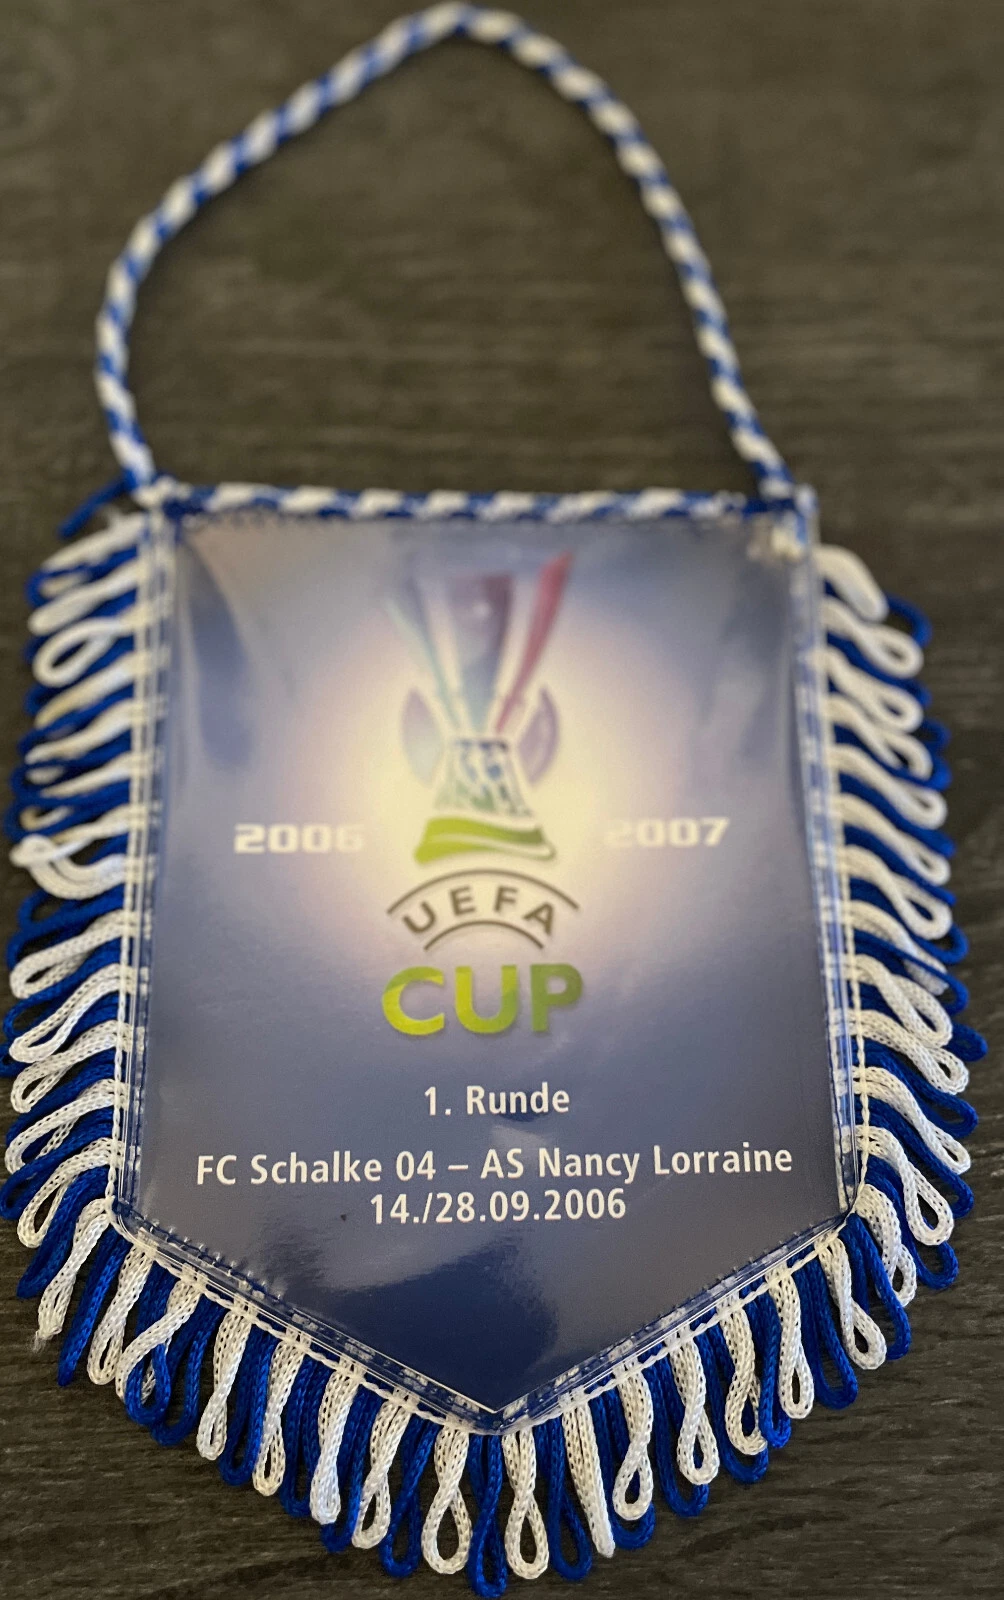 2006 2007
UEFA
CUP
1. Runde
FC Schalke 04 – AS Nancy Lorraine
14./28.09.2006